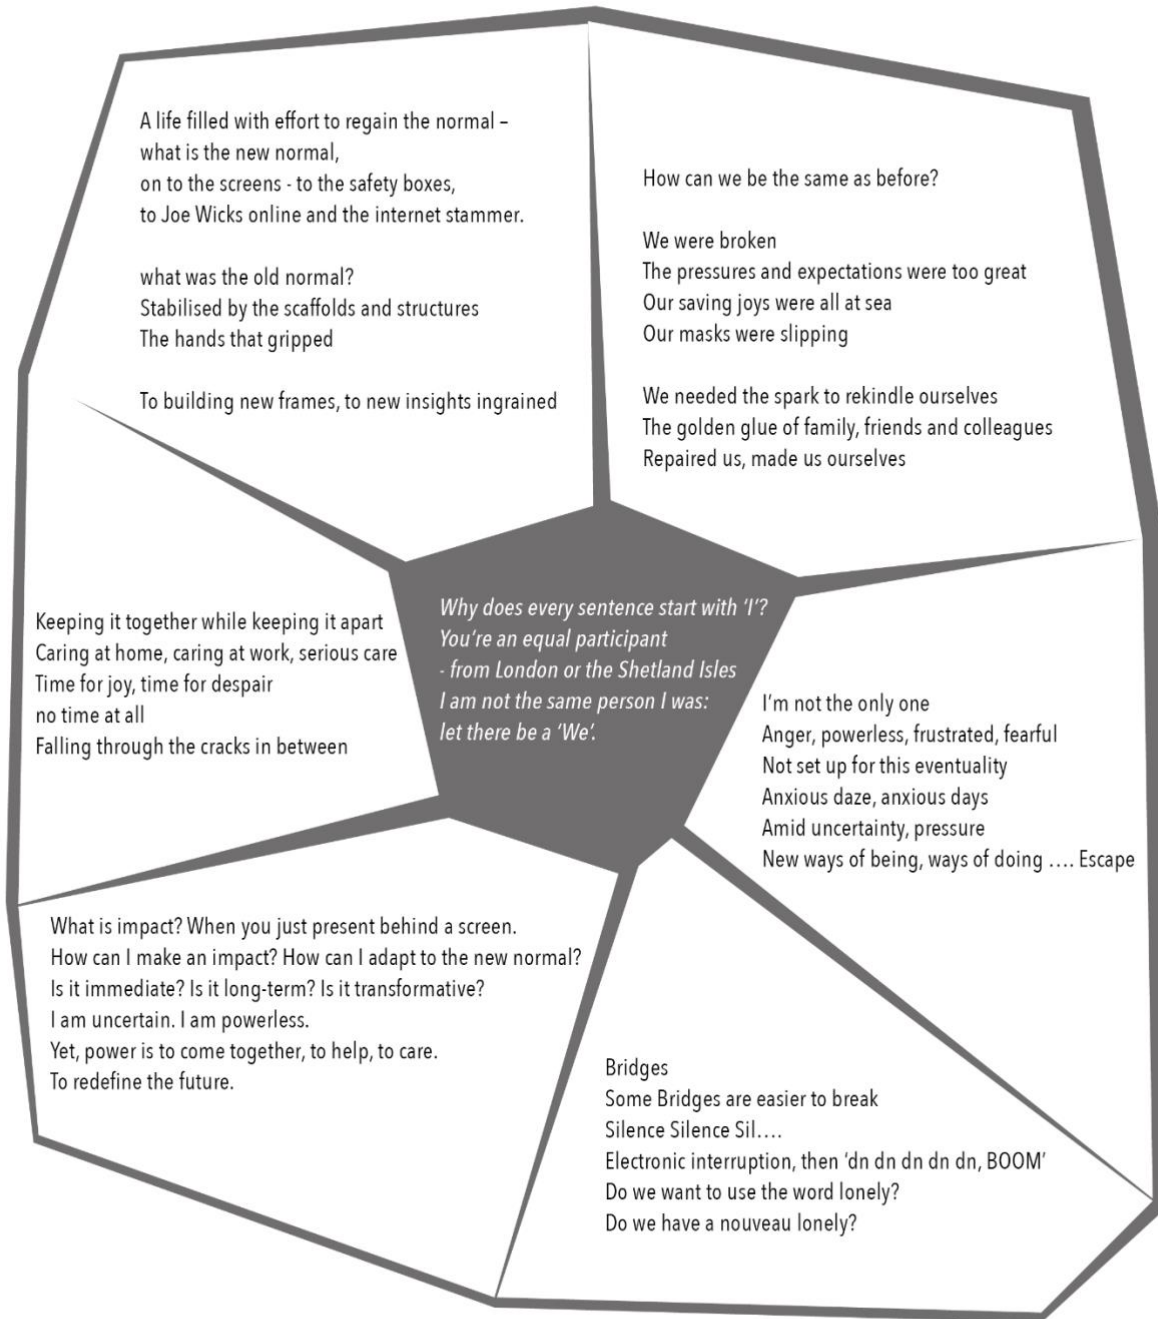 A life filled with effort to regain the normal –
what is the new normal,
on to the screens - to the safety boxes,
to Joe Wicks online and the internet stammer.
what was the old normal?
Stabilised by the scaffolds and structures
The hands that gripped
To building new frames, to new insights ingrained
How can we be the same as before?
We were broken
The pressures and expectations were too great
Our saving joys were all at sea
Our masks were slipping
We needed the spark to rekindle ourselves
The golden glue of family, friends and colleagues
Repaired us, made us ourselves
Keeping it together while keeping it apart
Caring at home, caring at work, serious care
Time for joy, time for despair
no time at all
Falling through the cracks in between
Why does every sentence start with ‘I’?
You’re an equal participant
- from London or the Shetland Isles
I am not the same person I was:
let there be a ‘We’.
I’m not the only one
Anger, powerless, frustrated, fearful
Not set up for this eventuality
Anxious daze, anxious days
Amid uncertainty, pressure
New ways of being, ways of doing …. Escape
What is impact? When you just present behind a screen.
How can I make an impact? How can I adapt to the new normal?
Is it immediate? Is it long-term? Is it transformative?
I am uncertain. I am powerless.
Yet, power is to come together, to help, to care.
To redefine the future.
Bridges
Some Bridges are easier to break
Silence Silence Sil….
Electronic interruption, then ‘dn dn dn dn dn, BOOM’
Do we want to use the word lonely?
Do we have a nouveau lonely?